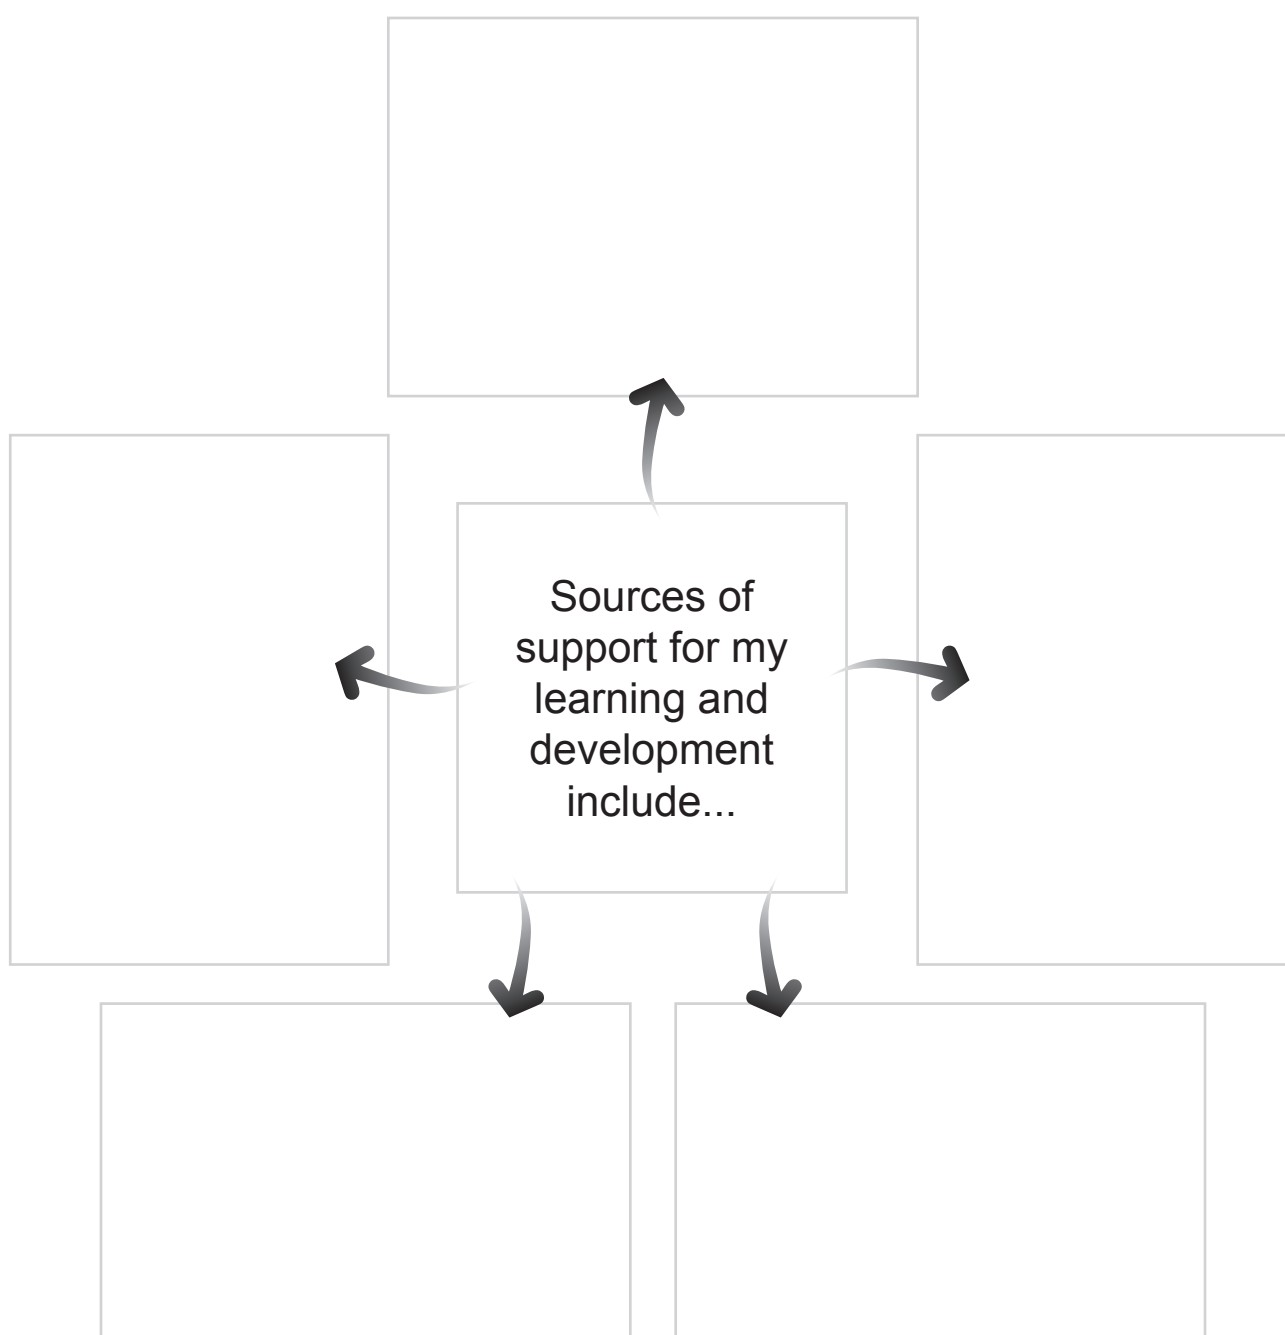 Sources of
support for my
learning and
development
include...